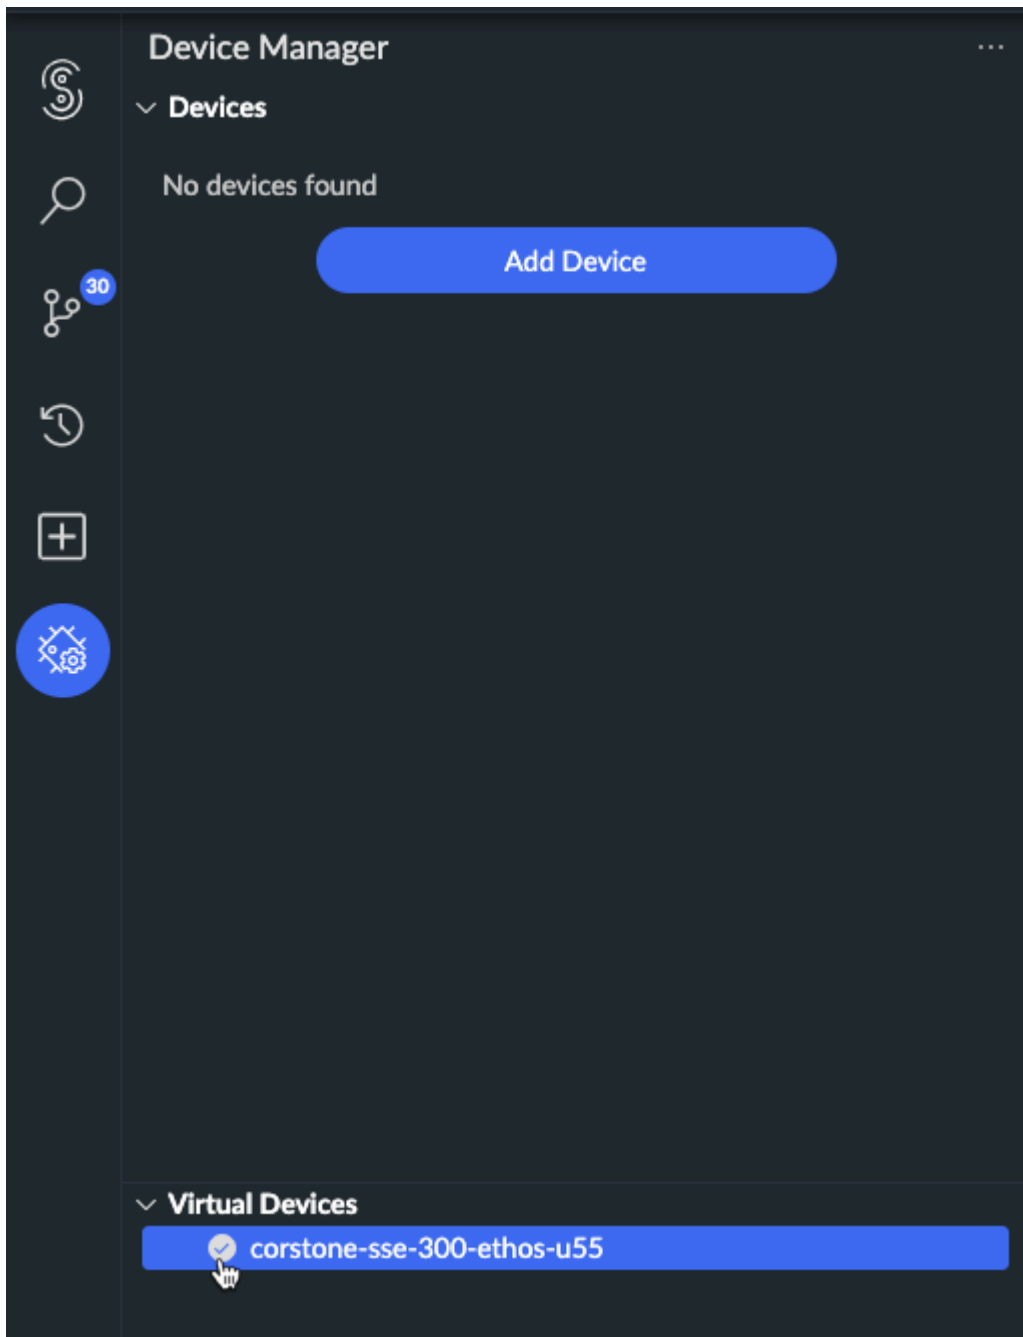 Device Manager
Devices
No devices found
Add Device
30
Virtual Devices
corstone-sse-300-ethos-u55